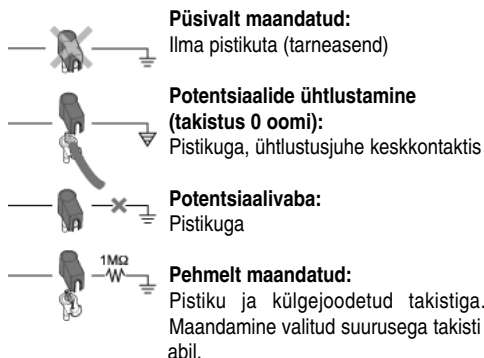 Püsivalt maandatud:
Ilma pistikuta (tarneasend)
Potentsiaalide ühtlustamine
(takistus 0 oomi):
Pistikuga, ühtlustusjuhe keskkontaktis
Potentsiaalivaba:
Pistikuga
1MΩ
Pehmelt maandatud:
Pistiku ja külgejoodetud takistiga.
Maandamine valitud suurusega takisti
abil.